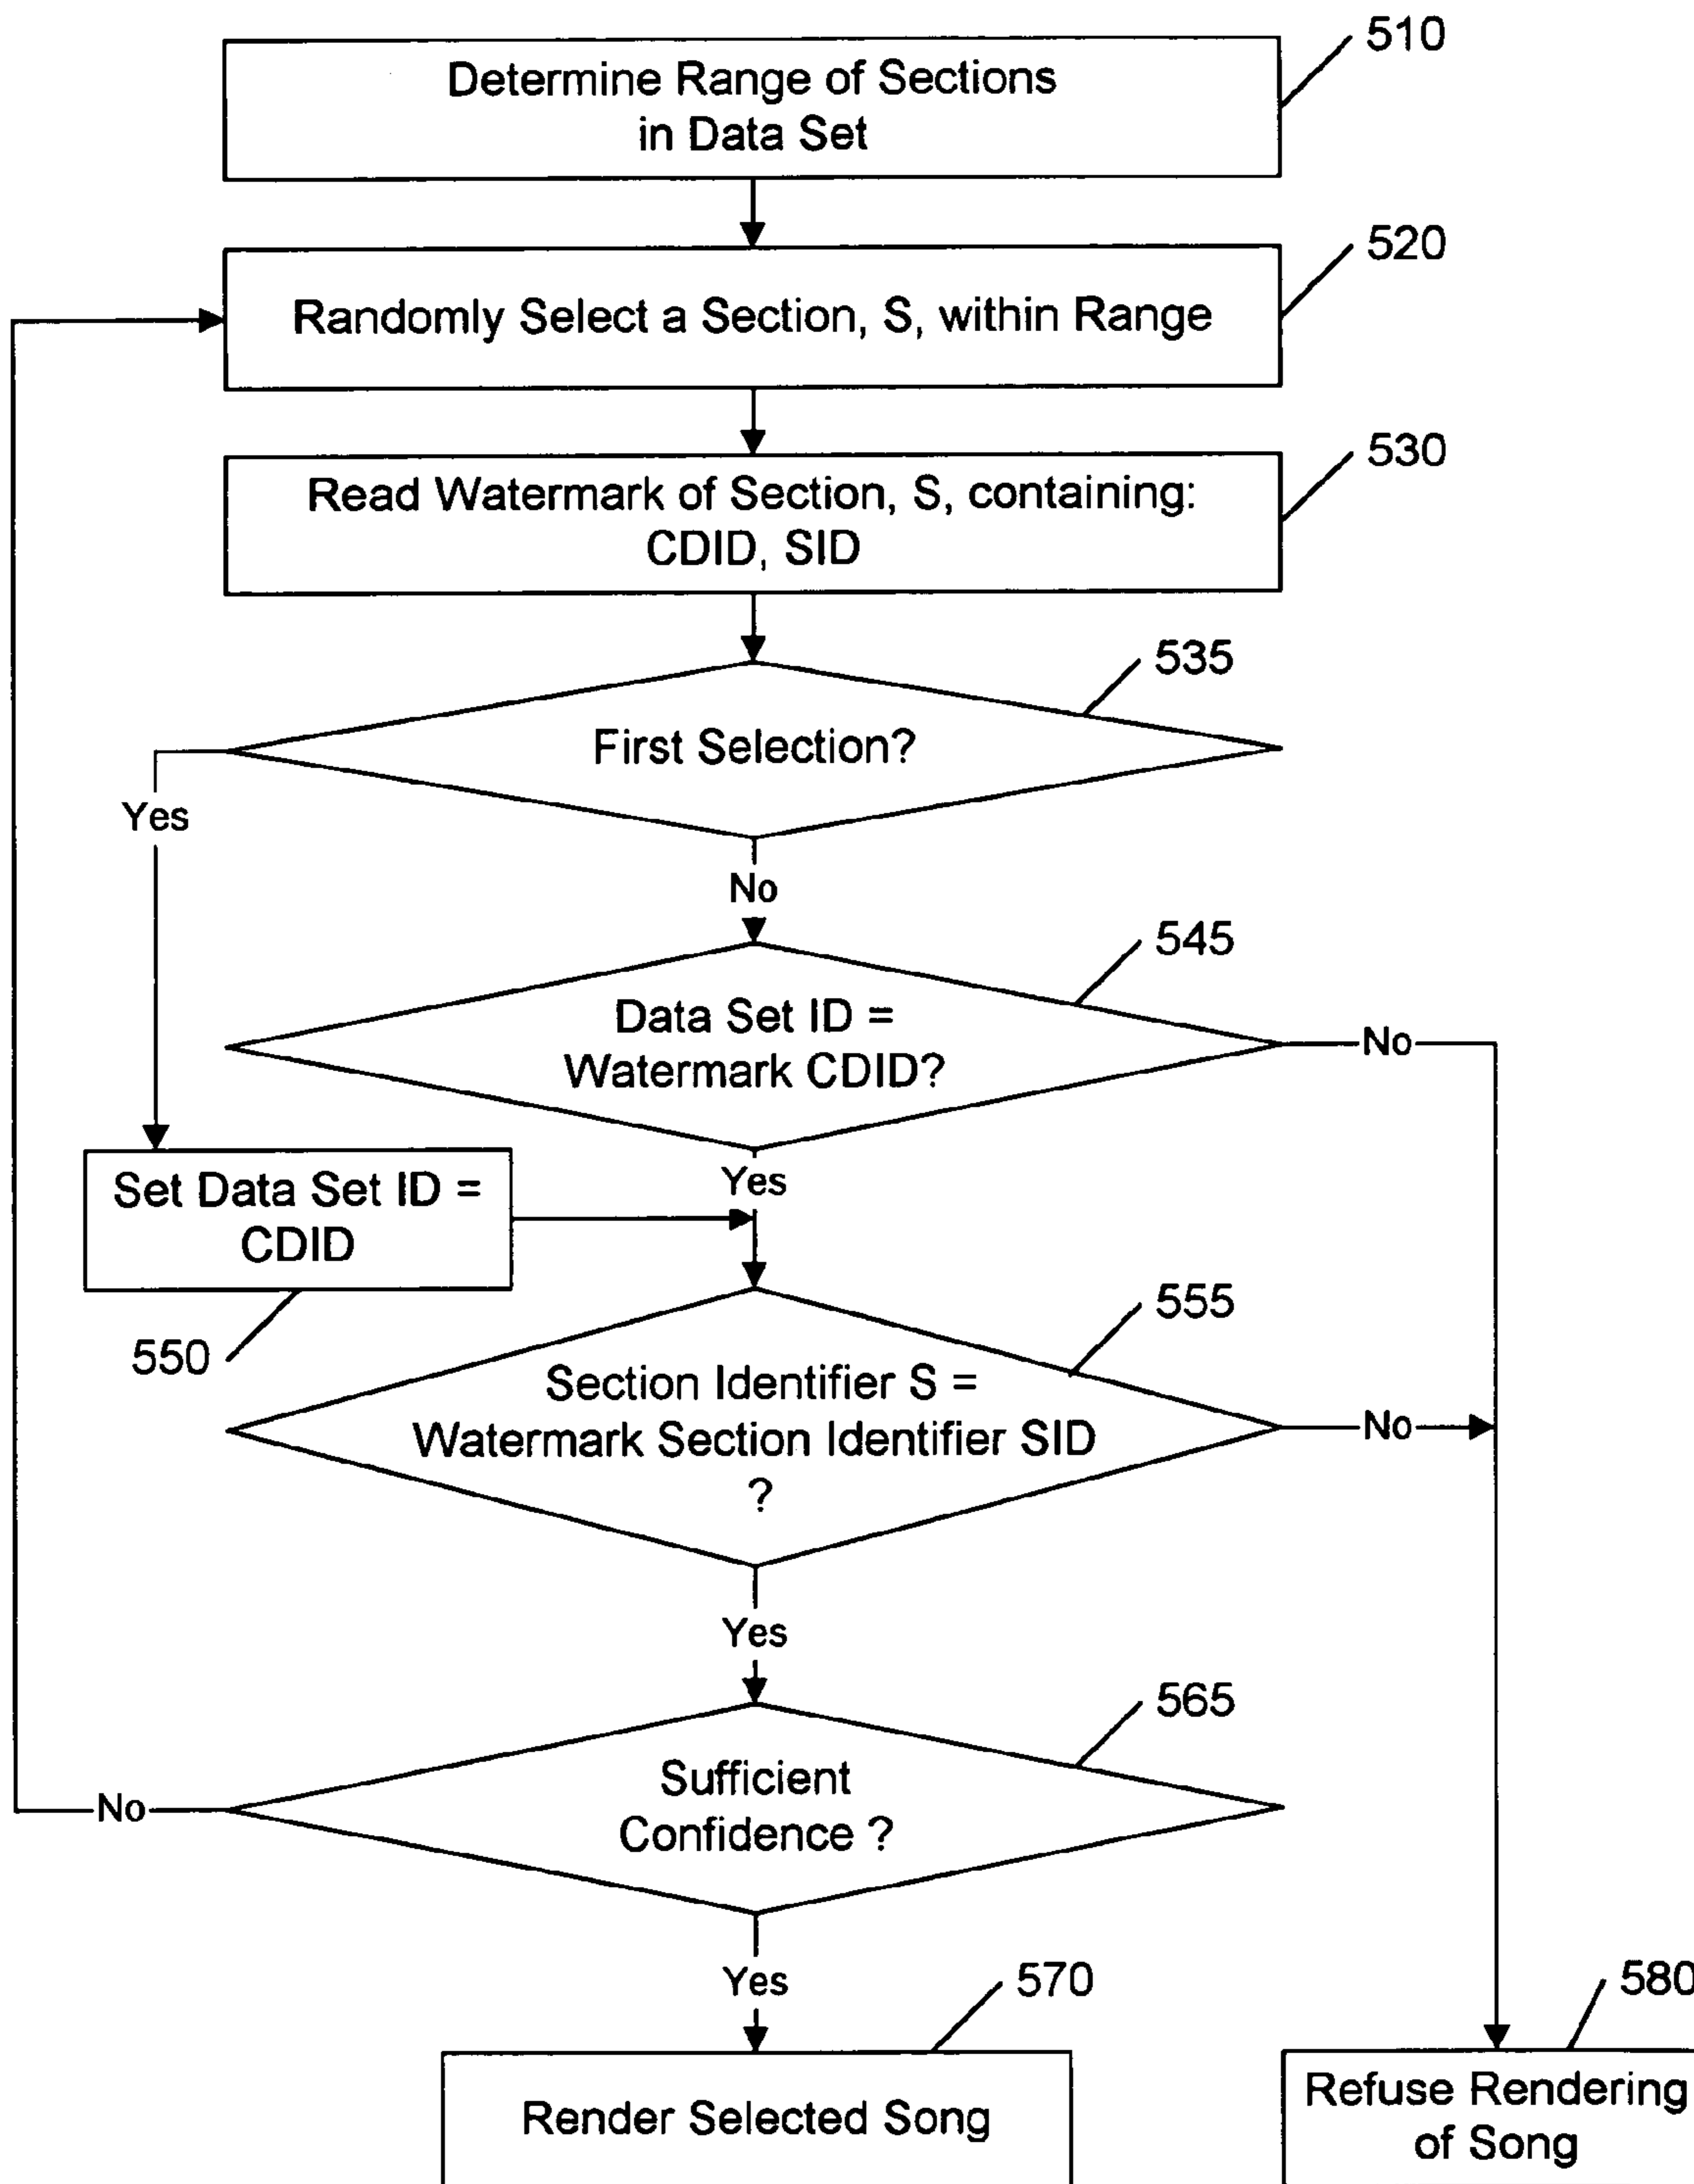 510
Determine Range of Sections
in Data Set
520
Randomly Select a Section, S, within Range
530
Read Watermark of Section, S, containing:
CDID, SID
535
First Selection?
Yes
No
545
Data Set ID =
Watermark CDID?
No
Yes
Set Data Set ID =
CDID
550
555
Section Identifier S =
Watermark Section Identifier SID
?
No
Yes
565
Sufficient
Confidence ?
No
Yes
570
580
Render Selected Song
Refuse Rendering
of Song